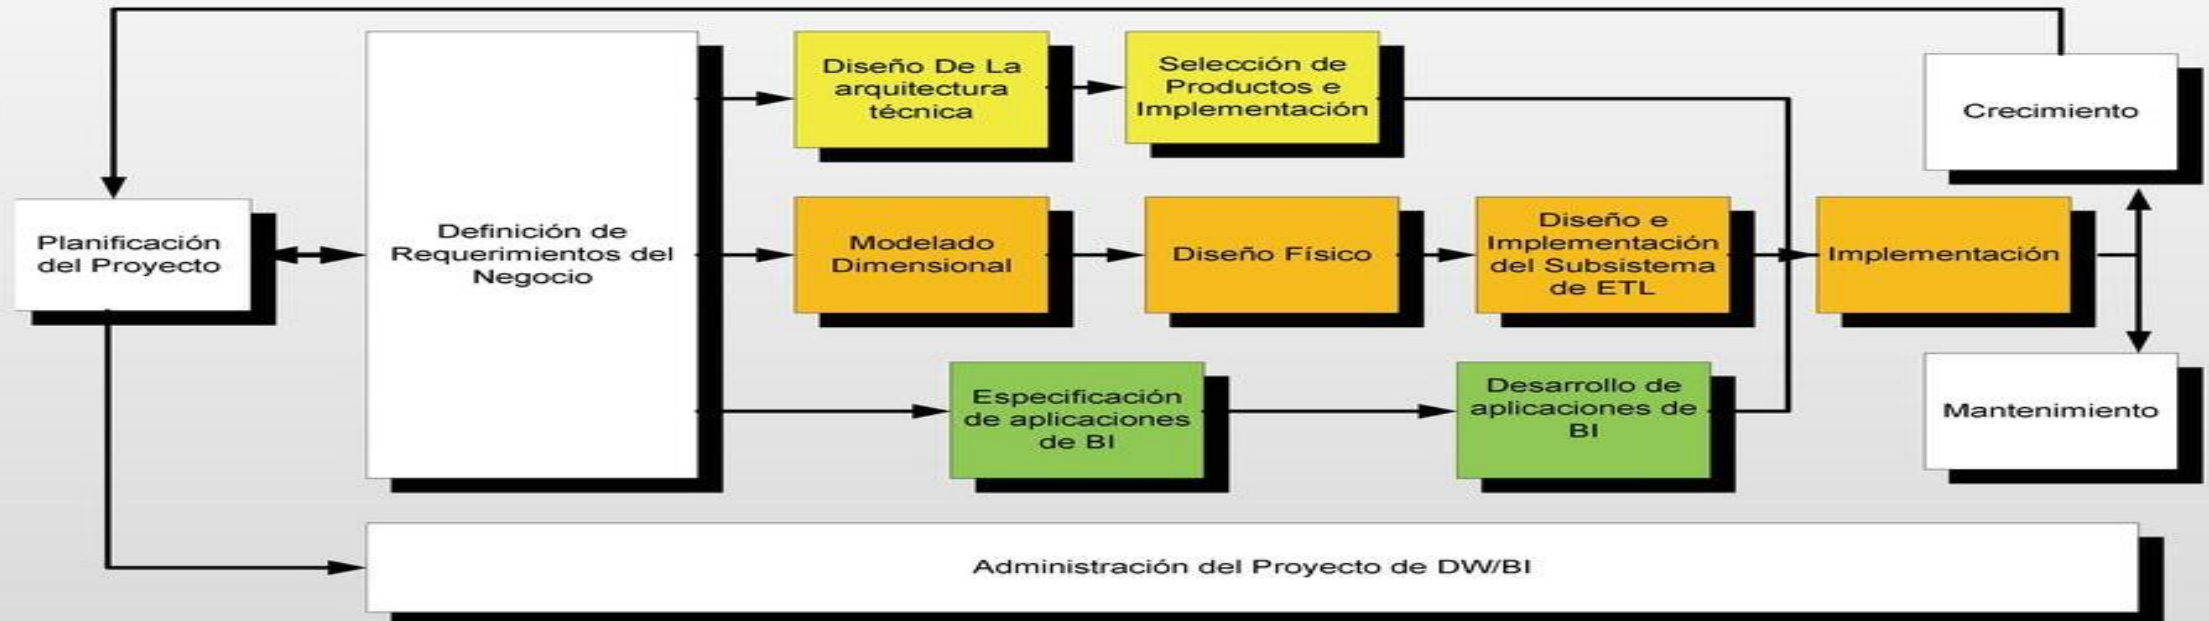 Planificación
del Proyecto
Definición de
Requerimientos del
Negocio
Diseño De La
arquitectura
técnica
Selección de
Productos e
Implementación
Modelado
Dimensional
Diseño Físico
Diseño e
Implementación
del Subsistema
de ETL
Implementación
Especificación
de aplicaciones
de BI
Desarrollo de
aplicaciones de
BI
Crecimiento
Mantenimiento
Administración del Proyecto de DW/BI